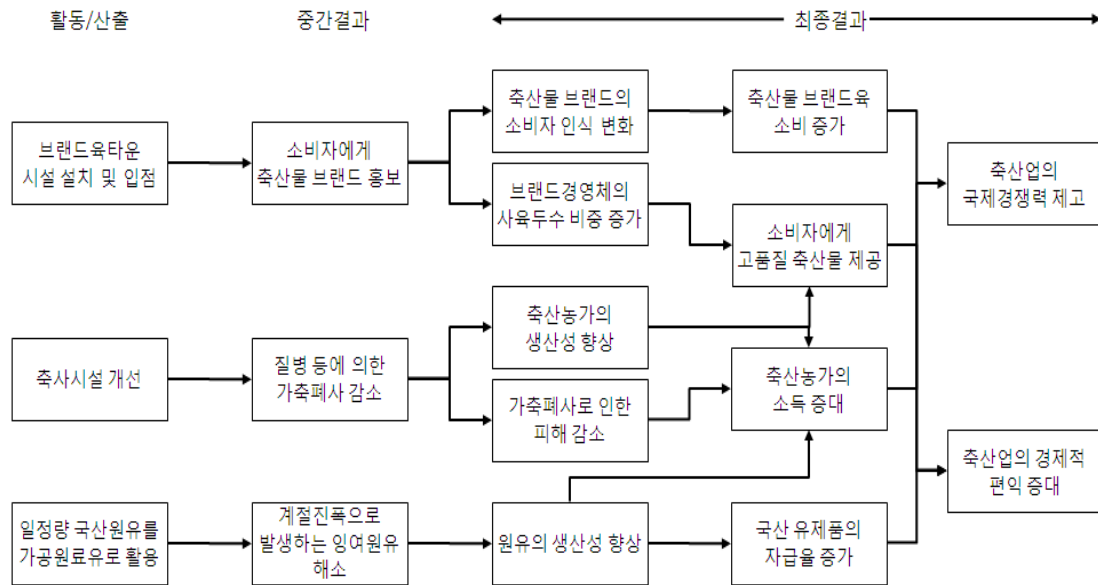 활동/산출
중간결과
최종결과
브랜드육타운
시설 설치 및 입점
소비자에게
축산물 브랜드 홍보
축산물 브랜드의
소비자 인식 변화
축산물 브랜드육
소비 증가
브랜드경영체의
사육두수 비중 증가
소비자에게
고품질 축산물 제공
축산업의
국제경쟁력 제고
축사시설 개선
질병 등에 의한
가축폐사 감소
축산농가의
생산성 향상
가축폐사로 인한
피해 감소
축산농가의
소득 증대
축산업의 경제적
편익 증대
일정량 국산원유를
가공원료유로 활용
계절진폭으로
발생하는 잉여원유
해소
원유의 생산성 향상
국산 유제품의
자급율 증가